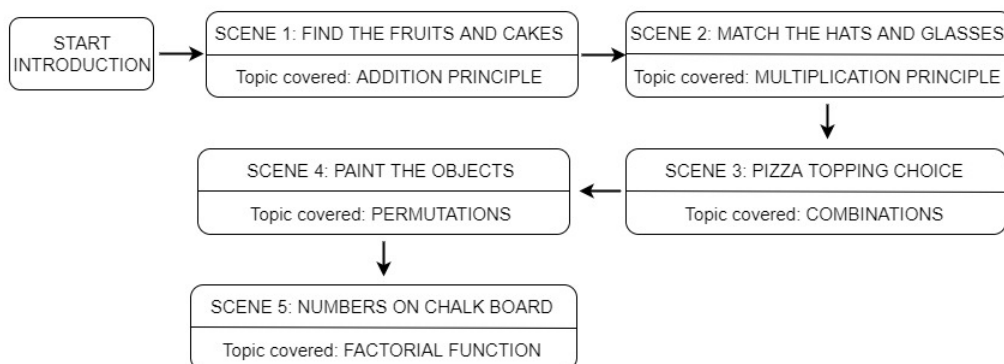 START
INTRODUCTION
SCENE 1: FIND THE FRUITS AND CAKES
Topic covered: ADDITION PRINCIPLE
SCENE 2: MATCH THE HATS AND GLASSES
Topic covered: MULTIPLICATION PRINCIPLE
SCENE 3: PIZZA TOPPING CHOICE
Topic covered: COMBINATIONS
SCENE 4: PAINT THE OBJECTS
Topic covered: PERMUTATIONS
SCENE 5: NUMBERS ON CHALK BOARD
Topic covered: FACTORIAL FUNCTION